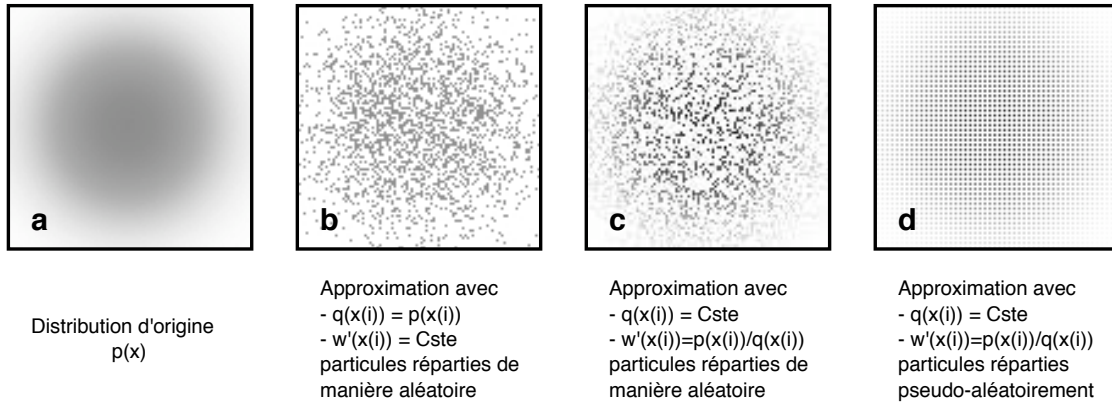 a
b
c
d
Distribution d'origine
p(x)
Approximation avec
- q(x(i)) = p(x(i))
- w'(x(i)) = Cste
particules réparties de
manière aléatoire
Approximation avec
- q(x(i)) = Cste
- w'(x(i))=p(x(i))/q(x(i))
particules réparties de
manière aléatoire
Approximation avec
- q(x(i)) = Cste
- w'(x(i))=p(x(i))/q(x(i))
particules réparties
pseudo-aléatoirement